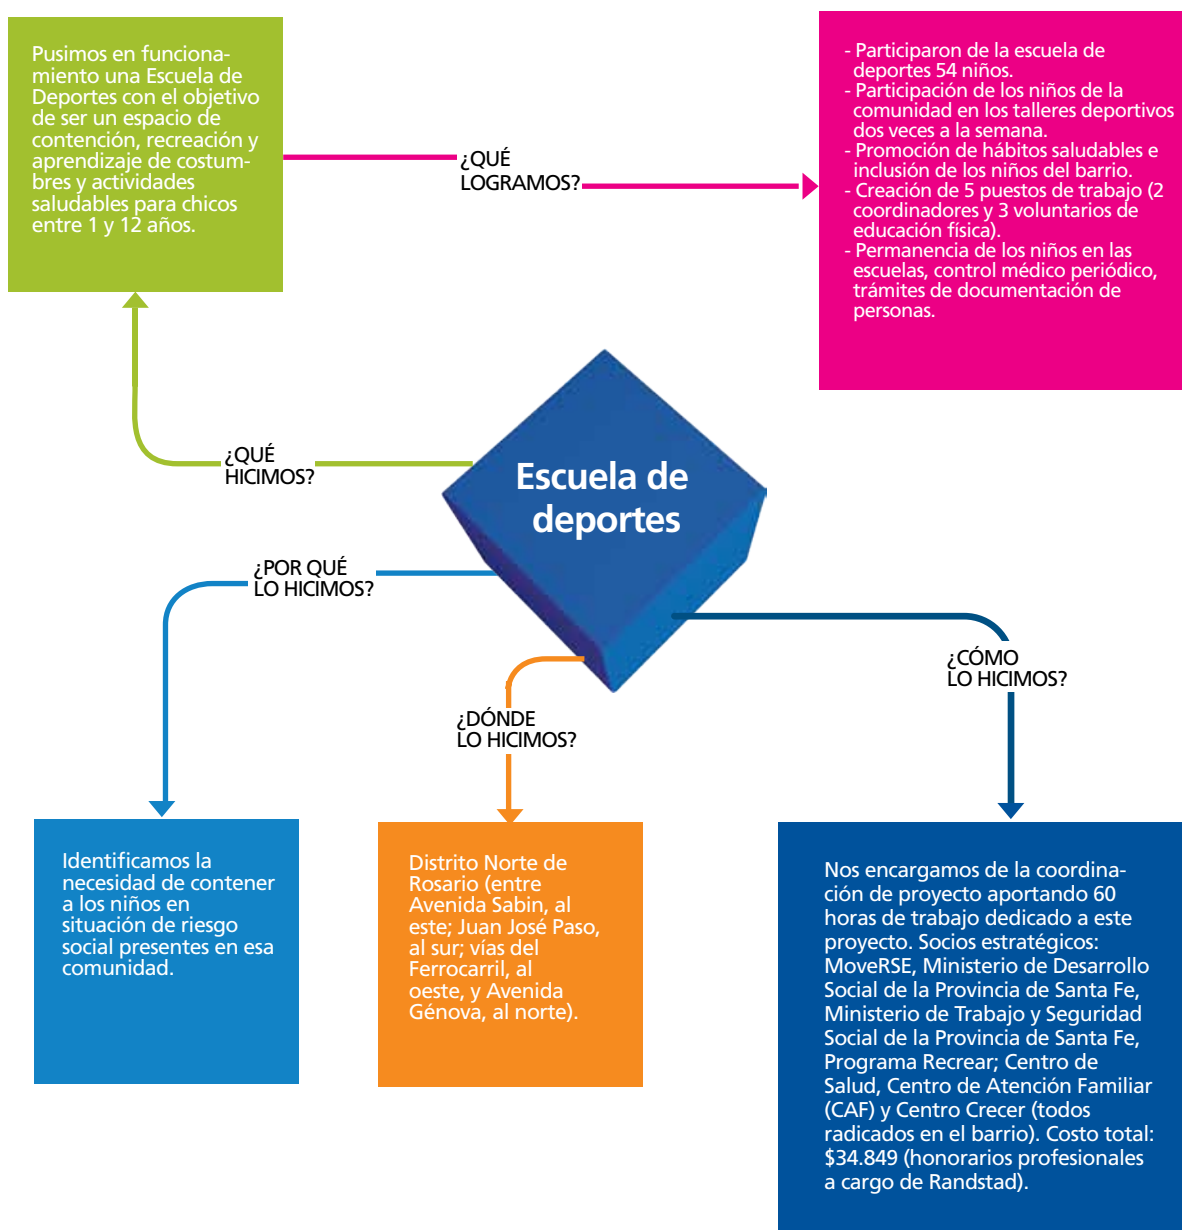 Pusimos en funciona-
miento una Escuela de
Deportes con el objetivo
de ser un espacio de
contención, recreación y
aprendizaje de costum-
bres y actividades
saludables para chicos
entre 1 y 12 años.
¿QUÉ
LOGRAMOS?
- Participaron de la escuela de
deportes 54 niños.
- Participación de los niños de la
comunidad en los talleres deportivos
dos veces a la semana.
- Promoción de hábitos saludables e
inclusión de los niños del barrio.
- Creación de 5 puestos de trabajo (2
coordinadores y 3 voluntarios de
educación física).
- Permanencia de los niños en las
escuelas, control médico periódico,
trámites de documentación de
personas.
¿QUÉ
HICIMOS?
Escuela de
deportes
¿POR QUÉ
LO HICIMOS?
¿DÓNDE
LO HICIMOS?
¿CÓMO
LO HICIMOS?
Identificamos la
necesidad de contener
a los niños en
situación de riesgo
social presentes en esa
comunidad.
Distrito Norte de
Rosario (entre
Avenida Sabin, al
este; Juan José Paso,
al sur; vías del
Ferrocarril, al
oeste, y Avenida
Génova, al norte).
Nos encargamos de la coordina-
ción de proyecto aportando 60
horas de trabajo dedicado a este
proyecto. Socios estratégicos:
MoveRSE, Ministerio de Desarrollo
Social de la Provincia de Santa Fe,
Ministerio de Trabajo y Seguridad
Social de la Provincia de Santa Fe,
Programa Recrear; Centro de
Salud, Centro de Atención Familiar
(CAF) y Centro Crecer (todos
radicados en el barrio). Costo total:
$34.849 (honorarios profesionales
a cargo de Randstad).